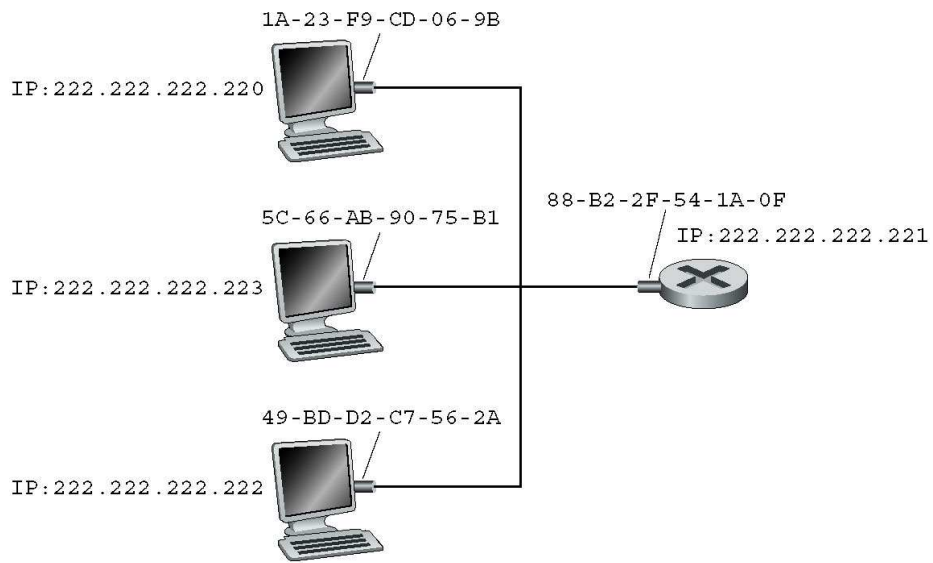 1A-23-F9-CD-06-9B
IP:222.222.222.220
5C-66-AB-90-75-B1
88-B2-2F-54-1A-0F
IP:222.222.222.221
IP:222.222.222.223
49-BD-D2-C7-56-2A
IP:222.222.222.222